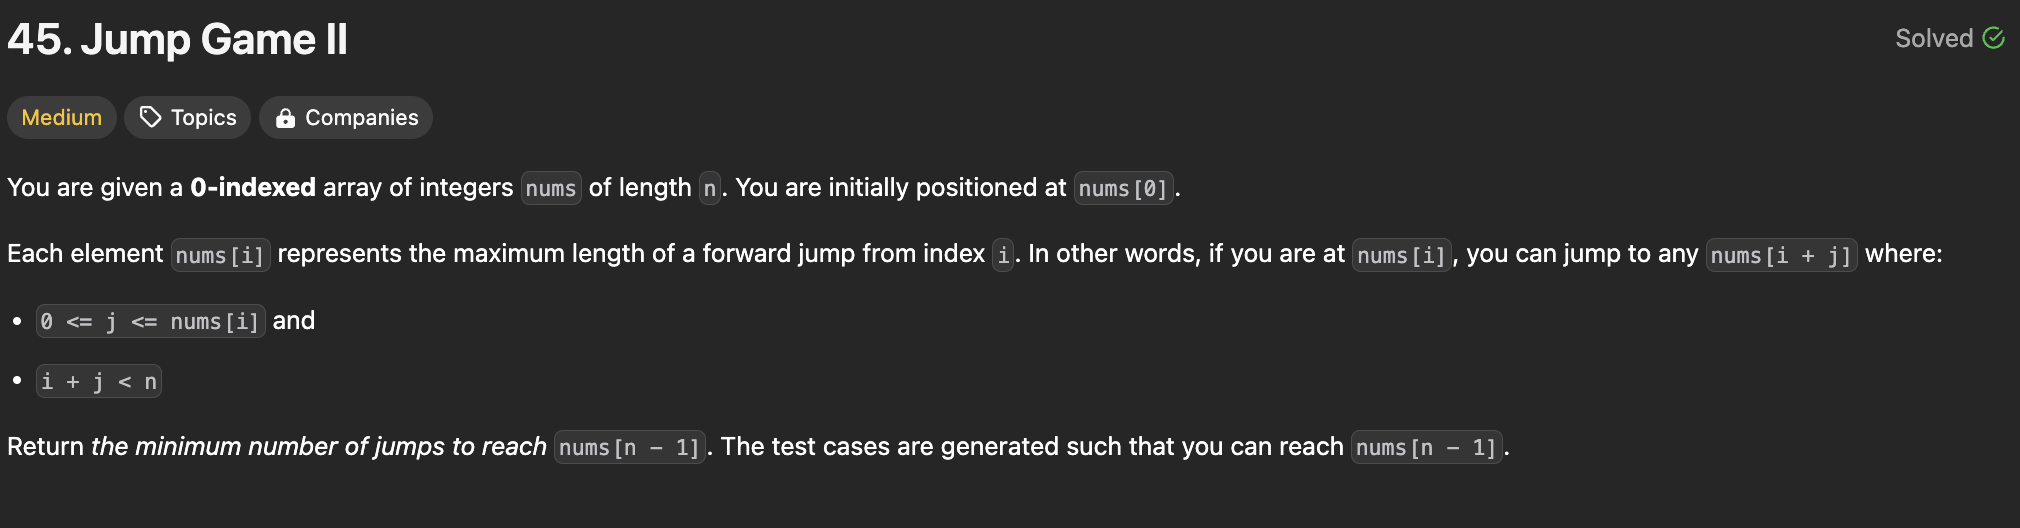 45. Jump Game II
Solved
Medium Topics Companies
You are given a 0-indexed array of integers nums of length n. You are initially positioned at nums[0].
Each element nums[i] represents the maximum length of a forward jump from index i. In other words, if you are at nums[i], you can jump to any nums[i + j] where:
• 0 <= j <= nums[i] and
• i + j < n
Return the minimum number of jumps to reach nums[n - 1]. The test cases are generated such that you can reach nums[n - 1].